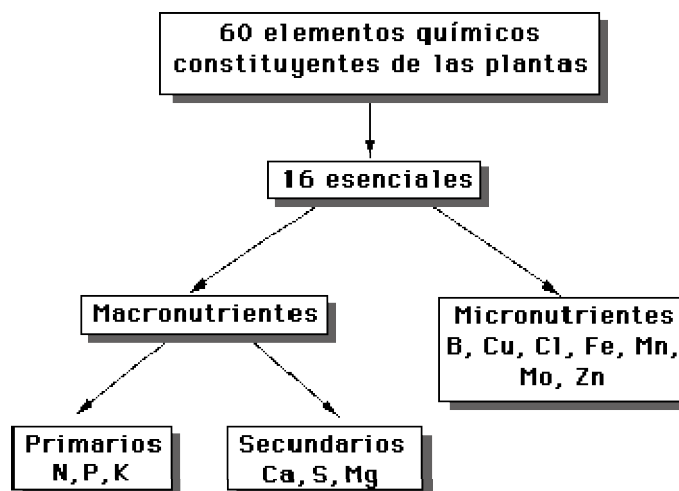 60 elementos químicos
constituyentes de las plantas
16 esenciales
Macronutrientes
Micronutrientes
B, Cu, Cl, Fe, Mn,
Mo, Zn
Primarios
N, P, K
Secundarios
Ca, S, Mg